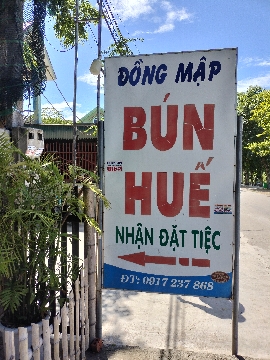 ĐỒNG MẬP
BÚN
HUẾ
NHẬN ĐẶT TIỆC
ĐT: 0917 237 868